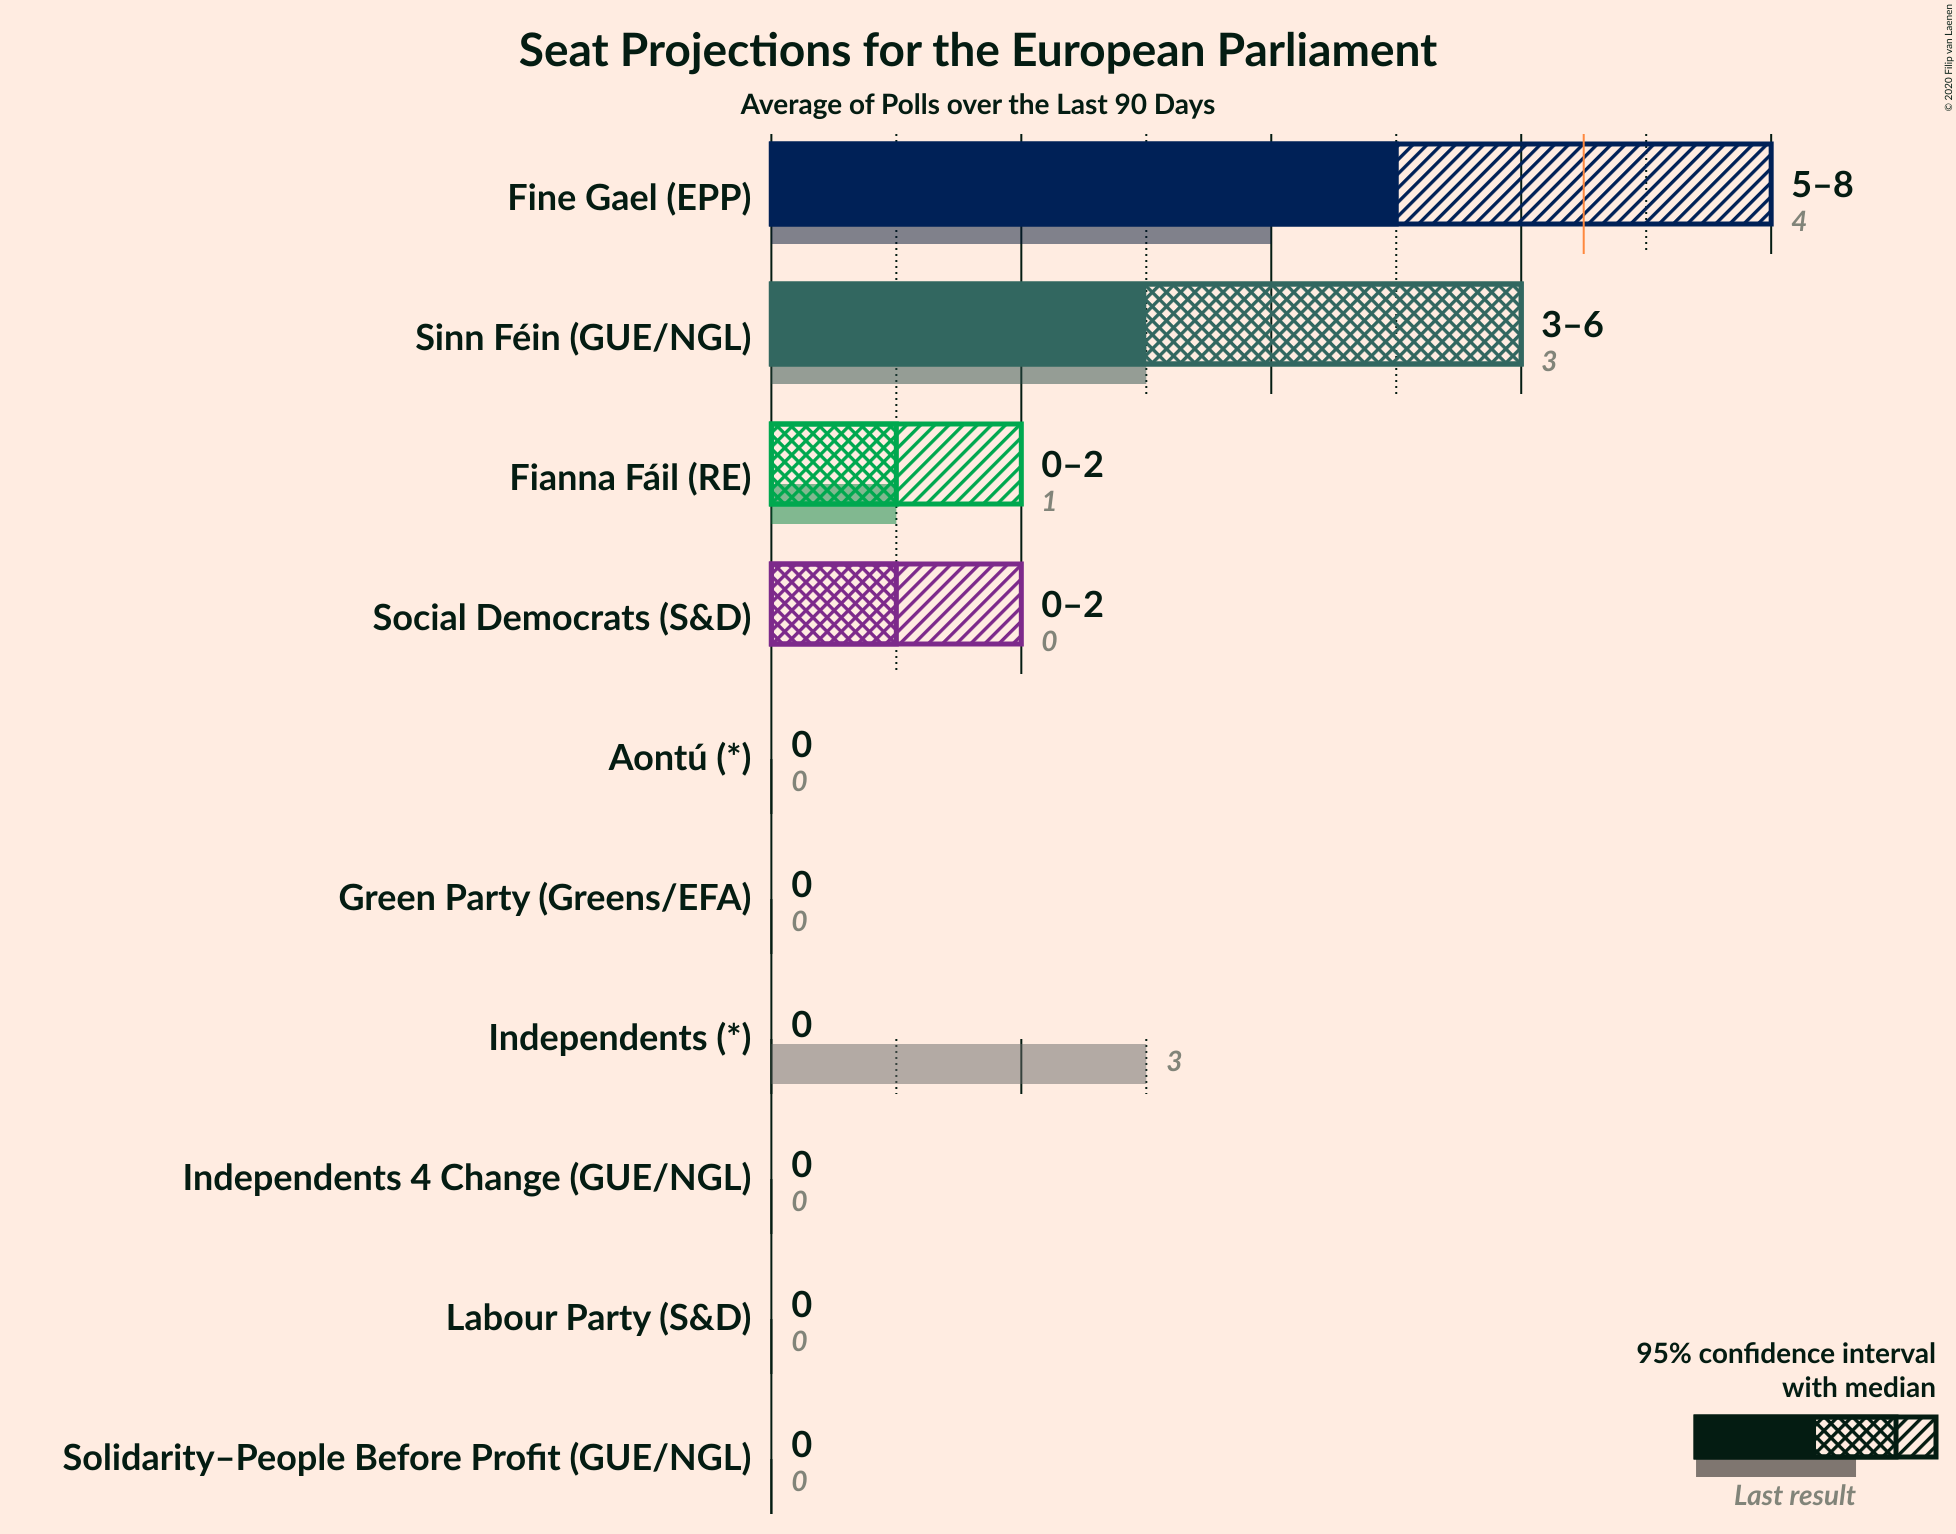 Seat Projections for the European Parliament
Average of Polls over the Last 90 Days
© 2020 Filip van Laenen
Fine Gael (EPP)
5–8
4
Sinn Féin (GUE/NGL)
3–6
3
Fianna Fáil (RE)
0–2
1
Social Democrats (S&D)
0–2
0
Aontú (*)
0
0
Green Party (Greens/EFA)
0
0
Independents (*)
0
3
Independents 4 Change (GUE/NGL)
0
0
Labour Party (S&D)
0
0
Solidarity–People Before Profit (GUE/NGL)
0
0
95% confidence interval
with median
Last result